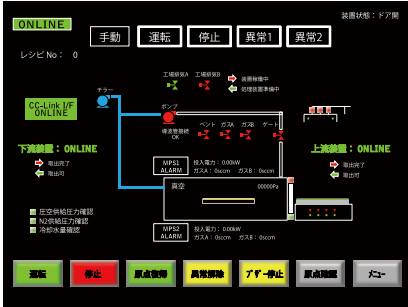 装置状態：ドア開
ONLINE
手動 運転 停止 異常1 異常2
レシピ No： 0
工場排気A 工場排気B
チラー
装置稼働中
処理装置準備中
CC-Link I/F
ONLINE
ポンプ
ベント ガスA ガスB ゲート
導波管接続
OK
下流装置：ONLINE
上流装置：ONLINE
取出完了
取出可
取出完了
取出可
MPS1
ALARM
投入電力： 0.00kW
ガスA： 0sccm ガスB： 0sccm
真空
00000Pa
圧空供給圧力確認
N2供給圧力確認
冷却水量確認
MPS2
ALARM
投入電力： 0.00kW
ガスA： 0sccm ガスB： 0sccm
運転 停止 原点復帰 異常解除 ブザー停止 原点確認 メニュー